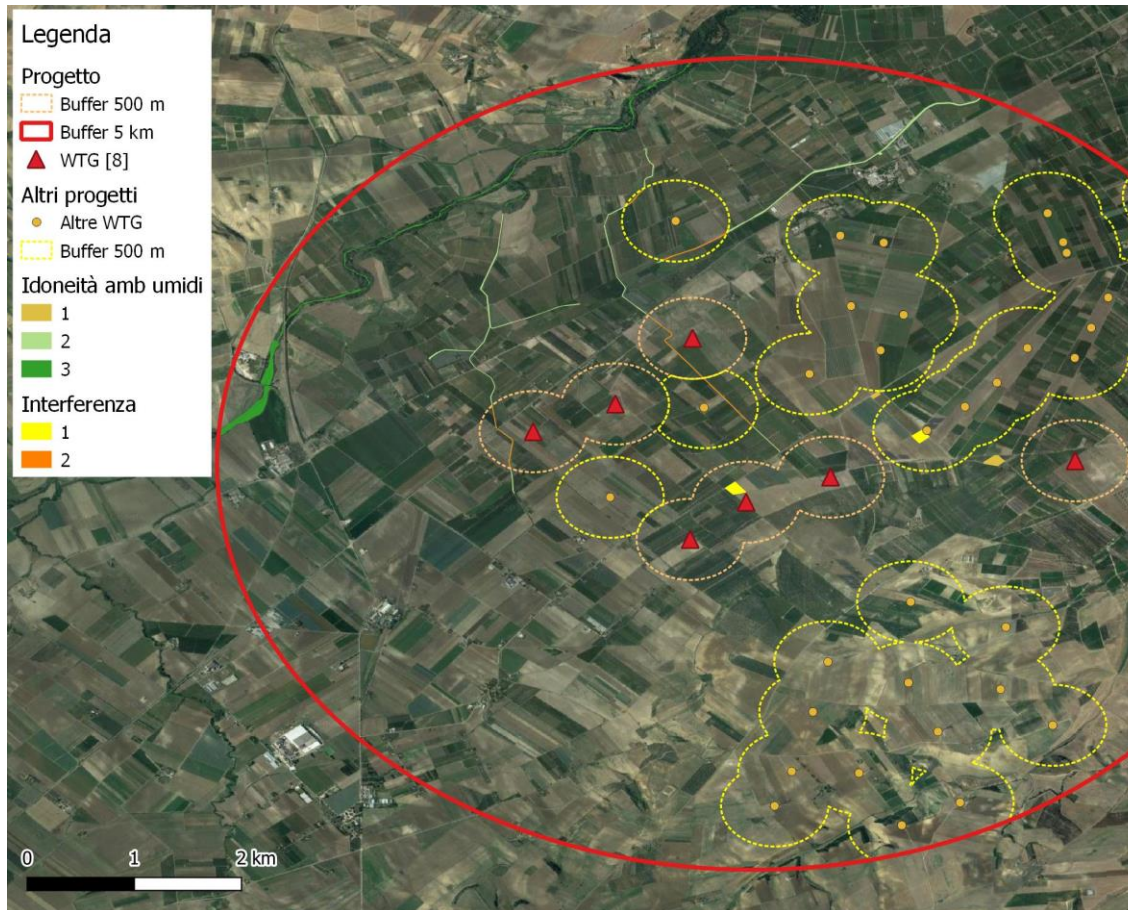 Legenda
Progetto
Buffer 500 m
Buffer 5 km
WTG [8]
Altri progetti
Altre WTG
Buffer 500 m
Idoneità amb umidi
1
2
3
Interferenza
1
2
0 1 2 km